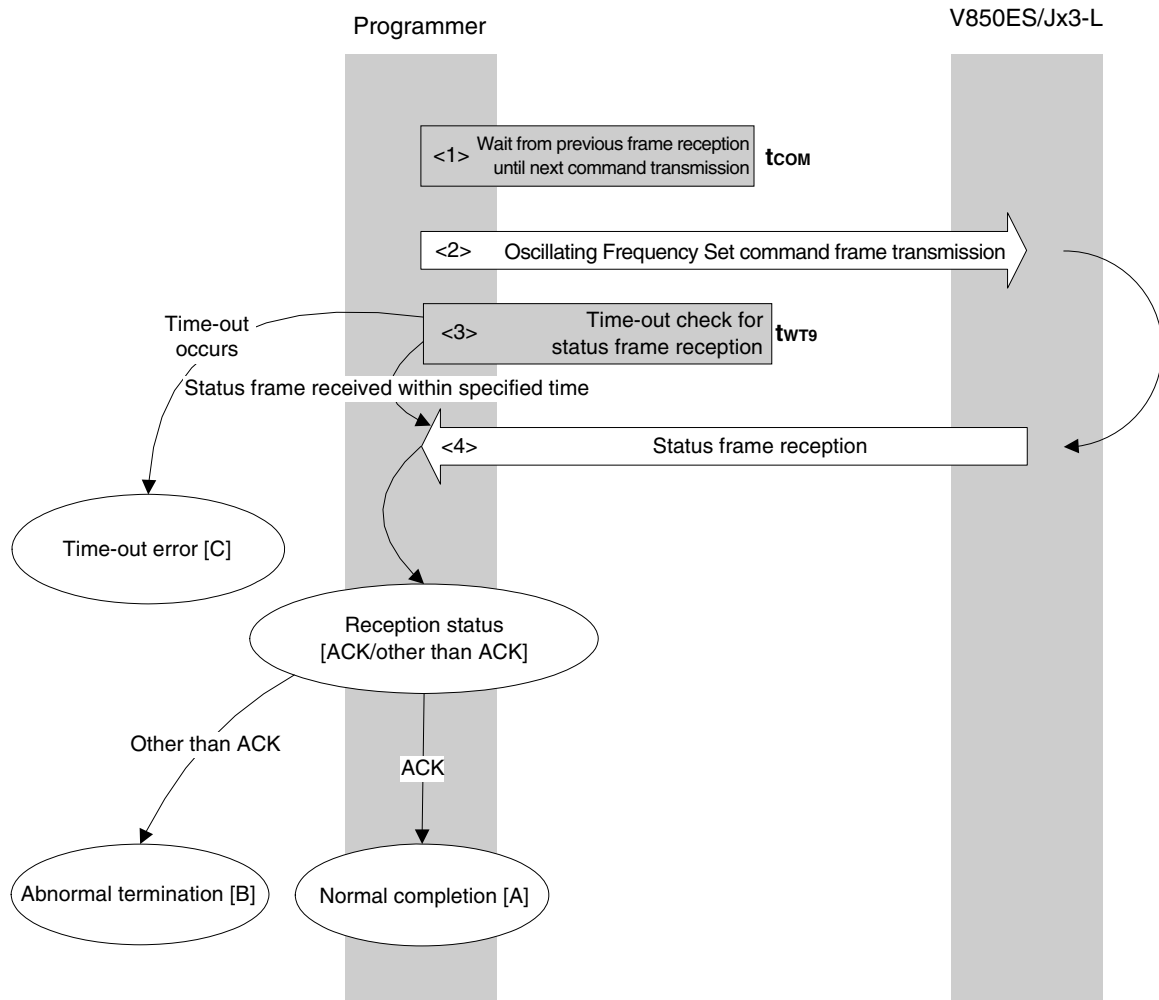 Programmer
V850ES/Jx3-L
<1> Wait from previous frame reception
until next command transmission
tCOM
<2> Oscillating Frequency Set command frame transmission
<3> Time-out check for
status frame reception
tWT9
Time-out
occurs
Status frame received within specified time
<4> Status frame reception
Time-out error [C]
Reception status
[ACK/other than ACK]
Other than ACK
ACK
Abnormal termination [B]
Normal completion [A]